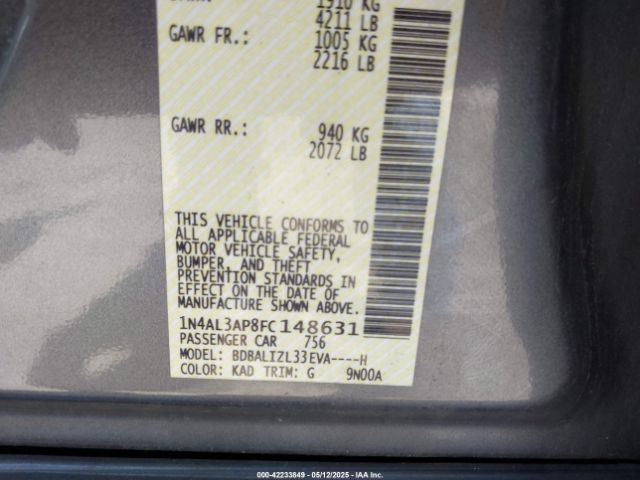 1910 KG
4211 LB
GAWR FR.: 1005 KG
2216 LB
GAWR RR.: 940 KG
2072 LB
THIS VEHICLE CONFORMS TO
ALL APPLICABLE FEDERAL
MOTOR VEHICLE SAFETY,
BUMPER, AND THEFT
PREVENTION STANDARDS IN
EFFECT ON THE DATE OF
MANUFACTURE SHOWN ABOVE.
1N4AL3AP8FC148631
PASSENGER CAR 756
MODEL: BDBALIZL33EVA----H
COLOR: KAD TRIM: G 9N00A
000-42233849 - 05/12/2025 - IAA Inc.